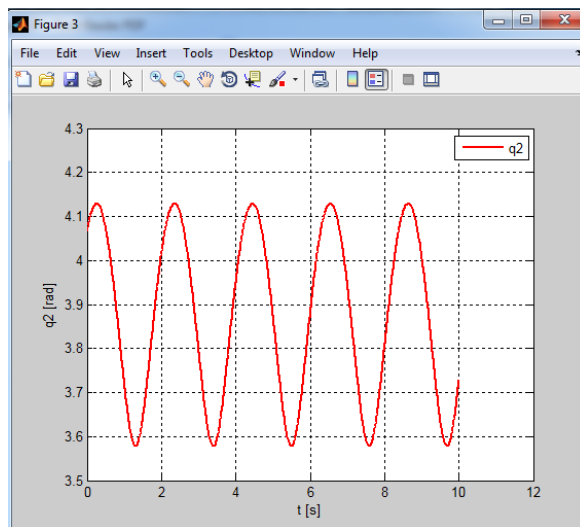 Figure 3
File Edit View Insert Tools Desktop Window Help
4.3
4.2
4.1
4
3.9
3.8
3.7
3.6
3.5
q2 [rad]
q2
0 2 4 6 8 10 12
t [s]